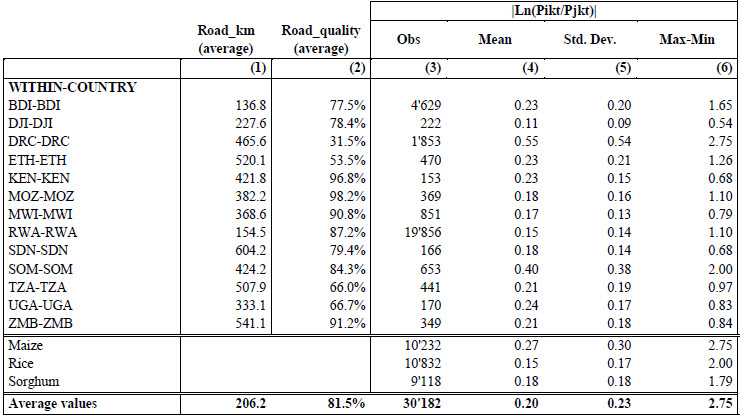 |Ln(Pikt/Pjkt)|
Road_km Road_quality
(average) (average) Obs Mean Std. Dev. Max-Min
(1) (2) (3) (4) (5) (6)
WITHIN-COUNTRY
BDI-BDI 136.8 77.5% 4'629 0.23 0.20 1.65
DJI-DJI 227.6 78.4% 222 0.11 0.09 0.54
DRC-DRC 465.6 31.5% 1'853 0.55 0.54 2.75
ETH-ETH 520.1 53.5% 470 0.23 0.21 1.26
KEN-KEN 421.8 96.8% 153 0.23 0.15 0.68
MOZ-MOZ 382.2 98.2% 369 0.18 0.16 1.10
MWI-MWI 368.6 90.8% 851 0.17 0.13 0.79
RWA-RWA 154.5 87.2% 19'856 0.15 0.14 1.10
SDN-SDN 604.2 79.4% 166 0.18 0.14 0.68
SOM-SOM 424.2 84.3% 653 0.40 0.38 2.00
TZA-TZA 507.9 66.0% 441 0.21 0.19 0.97
UGA-UGA 333.1 66.7% 170 0.24 0.17 0.83
ZMB-ZMB 541.1 91.2% 349 0.21 0.18 0.84
Maize 10'232 0.27 0.30 2.75
Rice 10'832 0.15 0.17 2.00
Sorghum 9'118 0.18 0.18 1.79
Average values 206.2 81.5% 30'182 0.20 0.23 2.75